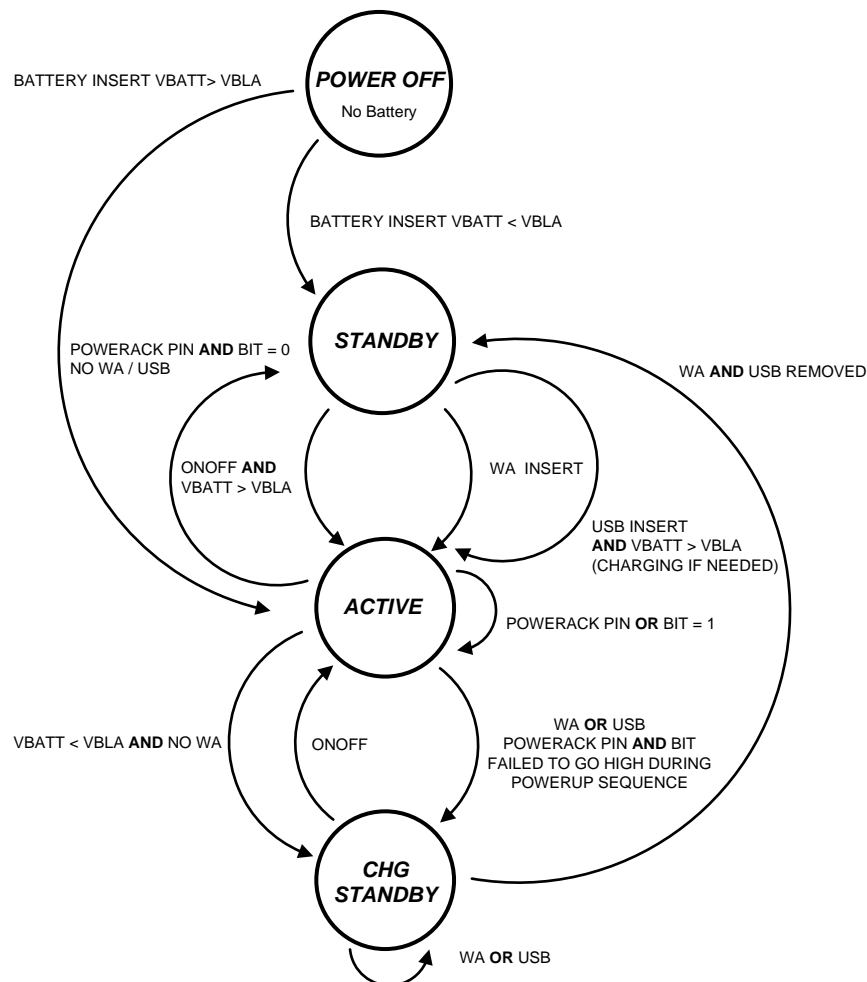 POWER OFF
No Battery
BATTERY INSERT VBATT> VBLA
BATTERY INSERT VBATT < VBLA
STANDBY
POWERACK PIN AND BIT = 0
NO WA / USB
WA AND USB REMOVED
ONOFF AND
VBATT > VBLA
WA INSERT
USB INSERT
AND VBATT > VBLA
(CHARGING IF NEEDED)
ACTIVE
POWERACK PIN OR BIT = 1
VBATT < VBLA AND NO WA
ONOFF
WA OR USB
POWERACK PIN AND BIT
FAILED TO GO HIGH DURING
POWERUP SEQUENCE
CHG
STANDBY
WA OR USB